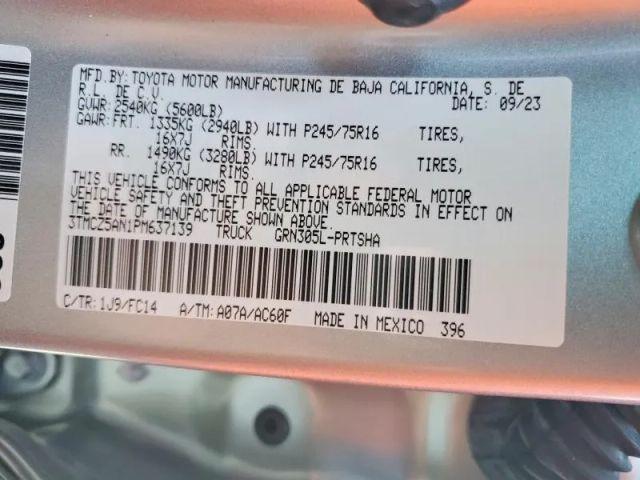 MFD.BY:TOYOTA MOTOR MANUFACTURING DE BAJA CALIFORNIA, S. DE
R.L. DE C.V. DATE: 09/23
GVWR:2540KG (5600LB)
GAWR:FRT. 1335KG (2940LB) WITH P245/75R16 TIRES,
16X7J RIMS.
RR. 1490KG (3280LB) WITH P245/75R16 TIRES,
16X7J RIMS.
THIS VEHICLE CONFORMS TO ALL APPLICABLE FEDERAL MOTOR
VEHICLE SAFETY AND THEFT PREVENTION STANDARDS IN EFFECT ON
THE DATE OF MANUFACTURE SHOWN ABOVE.
3TMCZ5AN1PM637139 TRUCK GRN305L-PRTSHA
C/TR:1J9/FC14 A/TM:A07A/AC60F MADE IN MEXICO 396